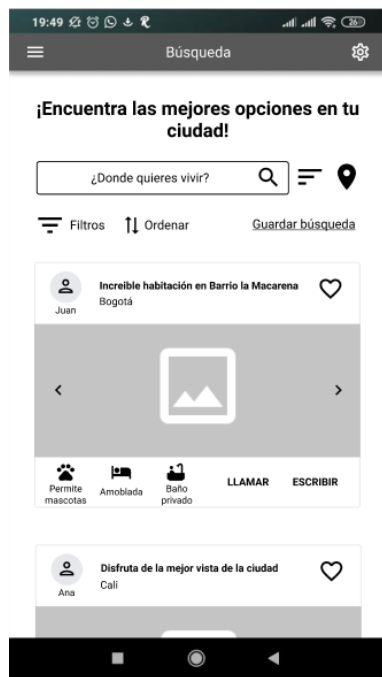 19:49
26
Búsqueda
¡Encuentra las mejores opciones en tu
ciudad!
¿Donde quieres vivir?
Filtros
Ordenar
Guardar búsqueda
Increible habitación en Barrio la Macarena
Bogotá
Juan
Permite
mascotas
Amoblada
Baño
privado
LLAMAR
ESCRIBIR
Disfruta de la mejor vista de la ciudad
Cali
Ana